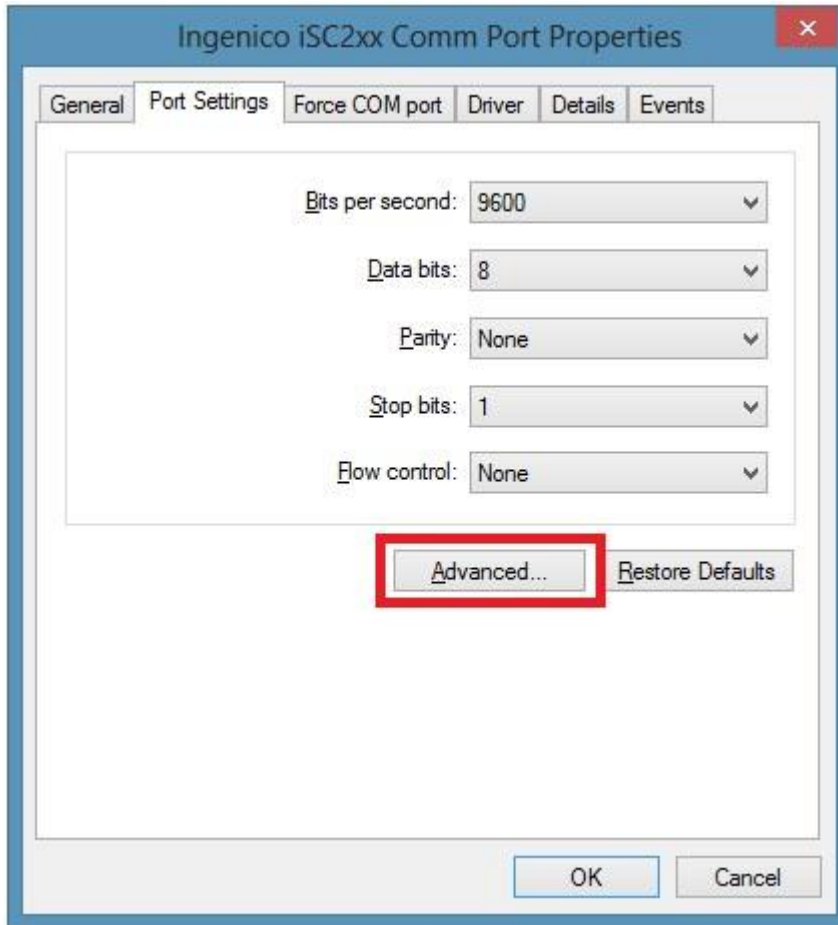 Ingenico iSC2xx Comm Port Properties
General Port Settings Force COM port Driver Details Events
Bits per second: 9600
Data bits: 8
Parity: None
Stop bits: 1
Flow control: None
Advanced... Restore Defaults
OK Cancel